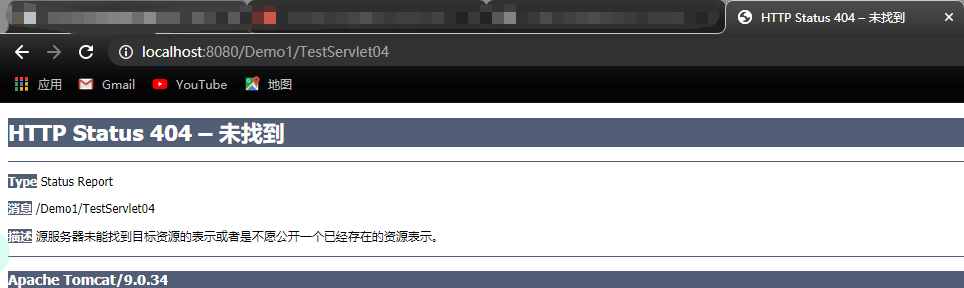 HTTP Status 404 – 未找到
localhost:8080/Demo1/TestServlet04
应用 Gmail YouTube 地图
HTTP Status 404 – 未找到
Type Status Report
消息 /Demo1/TestServlet04
描述 源服务器未能找到目标资源的表示或者是不愿公开一个已经存在的资源表示。
Apache Tomcat/9.0.34